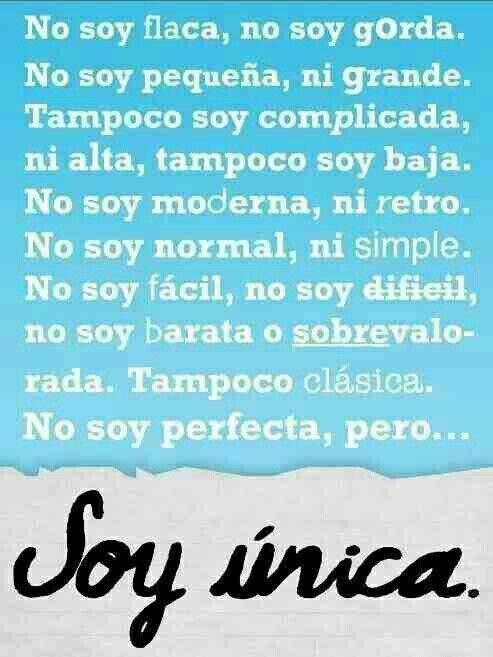 No soy flaca, no soy gorda.
No soy pequeña, ni grande.
Tampoco soy complicada,
ni alta, tampoco soy baja.
No soy moderna, ni retro.
No soy normal, ni simple.
No soy fácil, no soy dificil,
no soy barata o sobrevalo-
rada. Tampoco clásica.
No soy perfecta, pero...
Soy única.